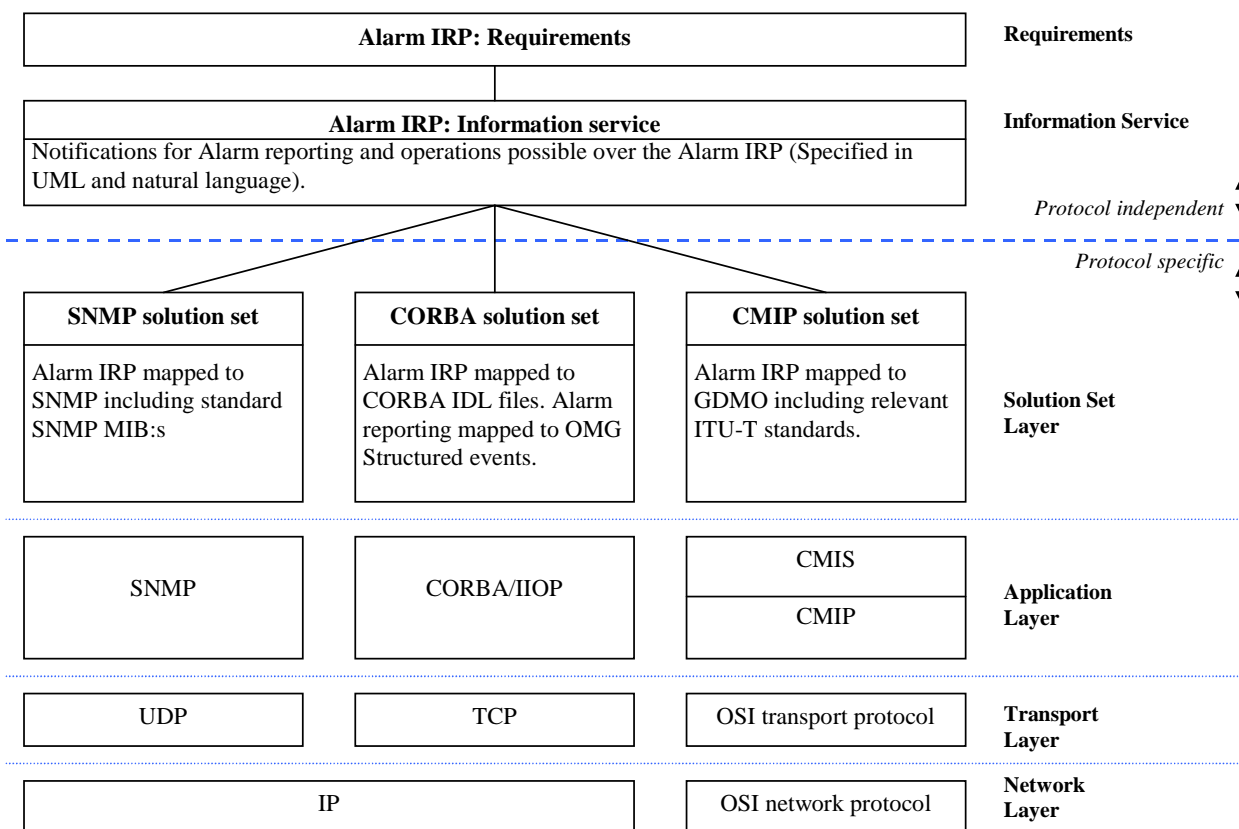 Alarm IRP: Requirements
Requirements
Alarm IRP: Information service
Information Service
Notifications for Alarm reporting and operations possible over the Alarm IRP (Specified in
UML and natural language).
Protocol independent
Protocol specific
SNMP solution set
CORBA solution set
CMIP solution set
Alarm IRP mapped to
SNMP including standard
SNMP MIB:s
Alarm IRP mapped to
CORBA IDL files. Alarm
reporting mapped to OMG
Structured events.
Alarm IRP mapped to
GDMO including relevant
ITU-T standards.
Solution Set
Layer
SNMP
CORBA/IIOP
CMIS
CMIP
Application
Layer
UDP
TCP
OSI transport protocol
Transport
Layer
IP
OSI network protocol
Network
Layer